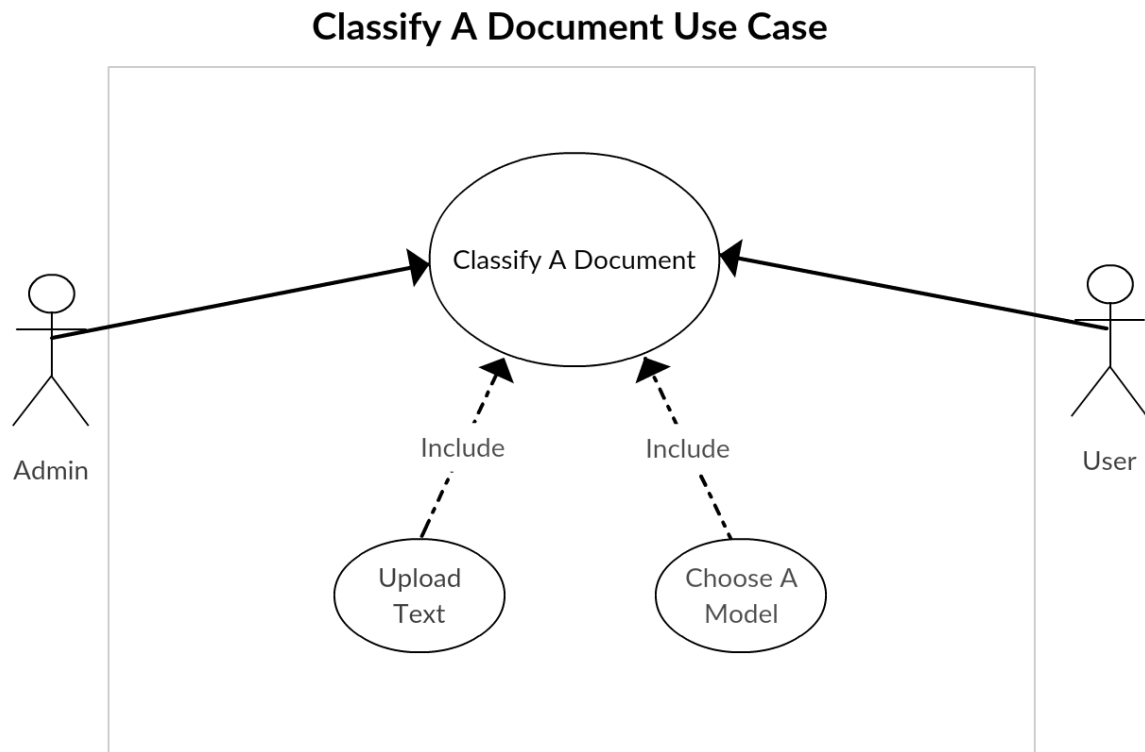 Classify A Document Use Case
Classify A Document
Include
Include
Admin
User
Upload
Text
Choose A
Model